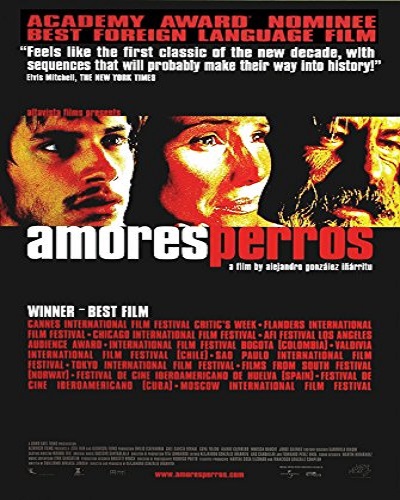 ACADEMY AWARD® NOMINEE
BEST FOREIGN LANGUAGE FILM
"Feels like the first classic of the new decade, with
sequences that will probably make their way into history!"
Elvis Mitchell, THE NEW YORK TIMES
altavista films presents
amoresperros
a film by alejandro gonzález iñárritu
WINNER – BEST FILM
CANNES INTERNATIONAL FILM FESTIVAL CRITIC'S WEEK • FLANDERS INTERNATIONAL
FILM FESTIVAL • CHICAGO INTERNATIONAL FILM FESTIVAL • AFI FESTIVAL LOS ANGELES
AUDIENCE AWARD • INTERNATIONAL FILM FESTIVAL BOGOTA (COLOMBIA) • VALDIVIA
INTERNATIONAL FILM FESTIVAL (CHILE) • SAO PAULO INTERNATIONAL FILM
FESTIVAL • TOKYO INTERNATIONAL FILM FESTIVAL • FILMS FROM SOUTH FESTIVAL
(NORWAY) • FESTIVAL DE CINE IBEROAMERICANO DE HUELVA (SPAIN) • FESTIVAL
DE CINE IBEROAMERICANO (CUBA) • MOSCOW INTERNATIONAL FILM FESTIVAL
www.amoresperros.com